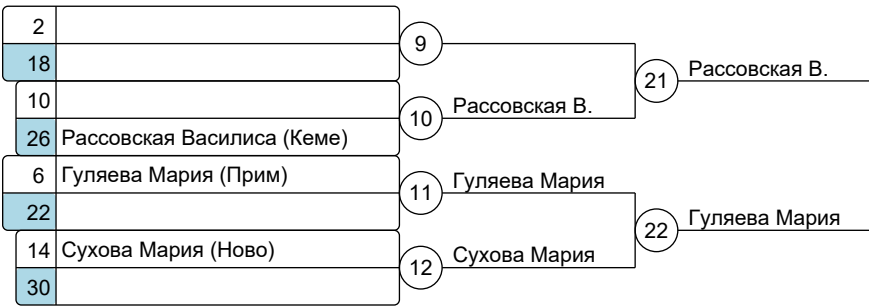 2
9
18
21 Рассовская В.
10
10 Рассовская В.
26 Рассовская Василиса (Кеме)
6 Гуляева Мария (Прим)
11 Гуляева Мария
22
22 Гуляева Мария
14 Сухова Мария (Ново)
12 Сухова Мария
30